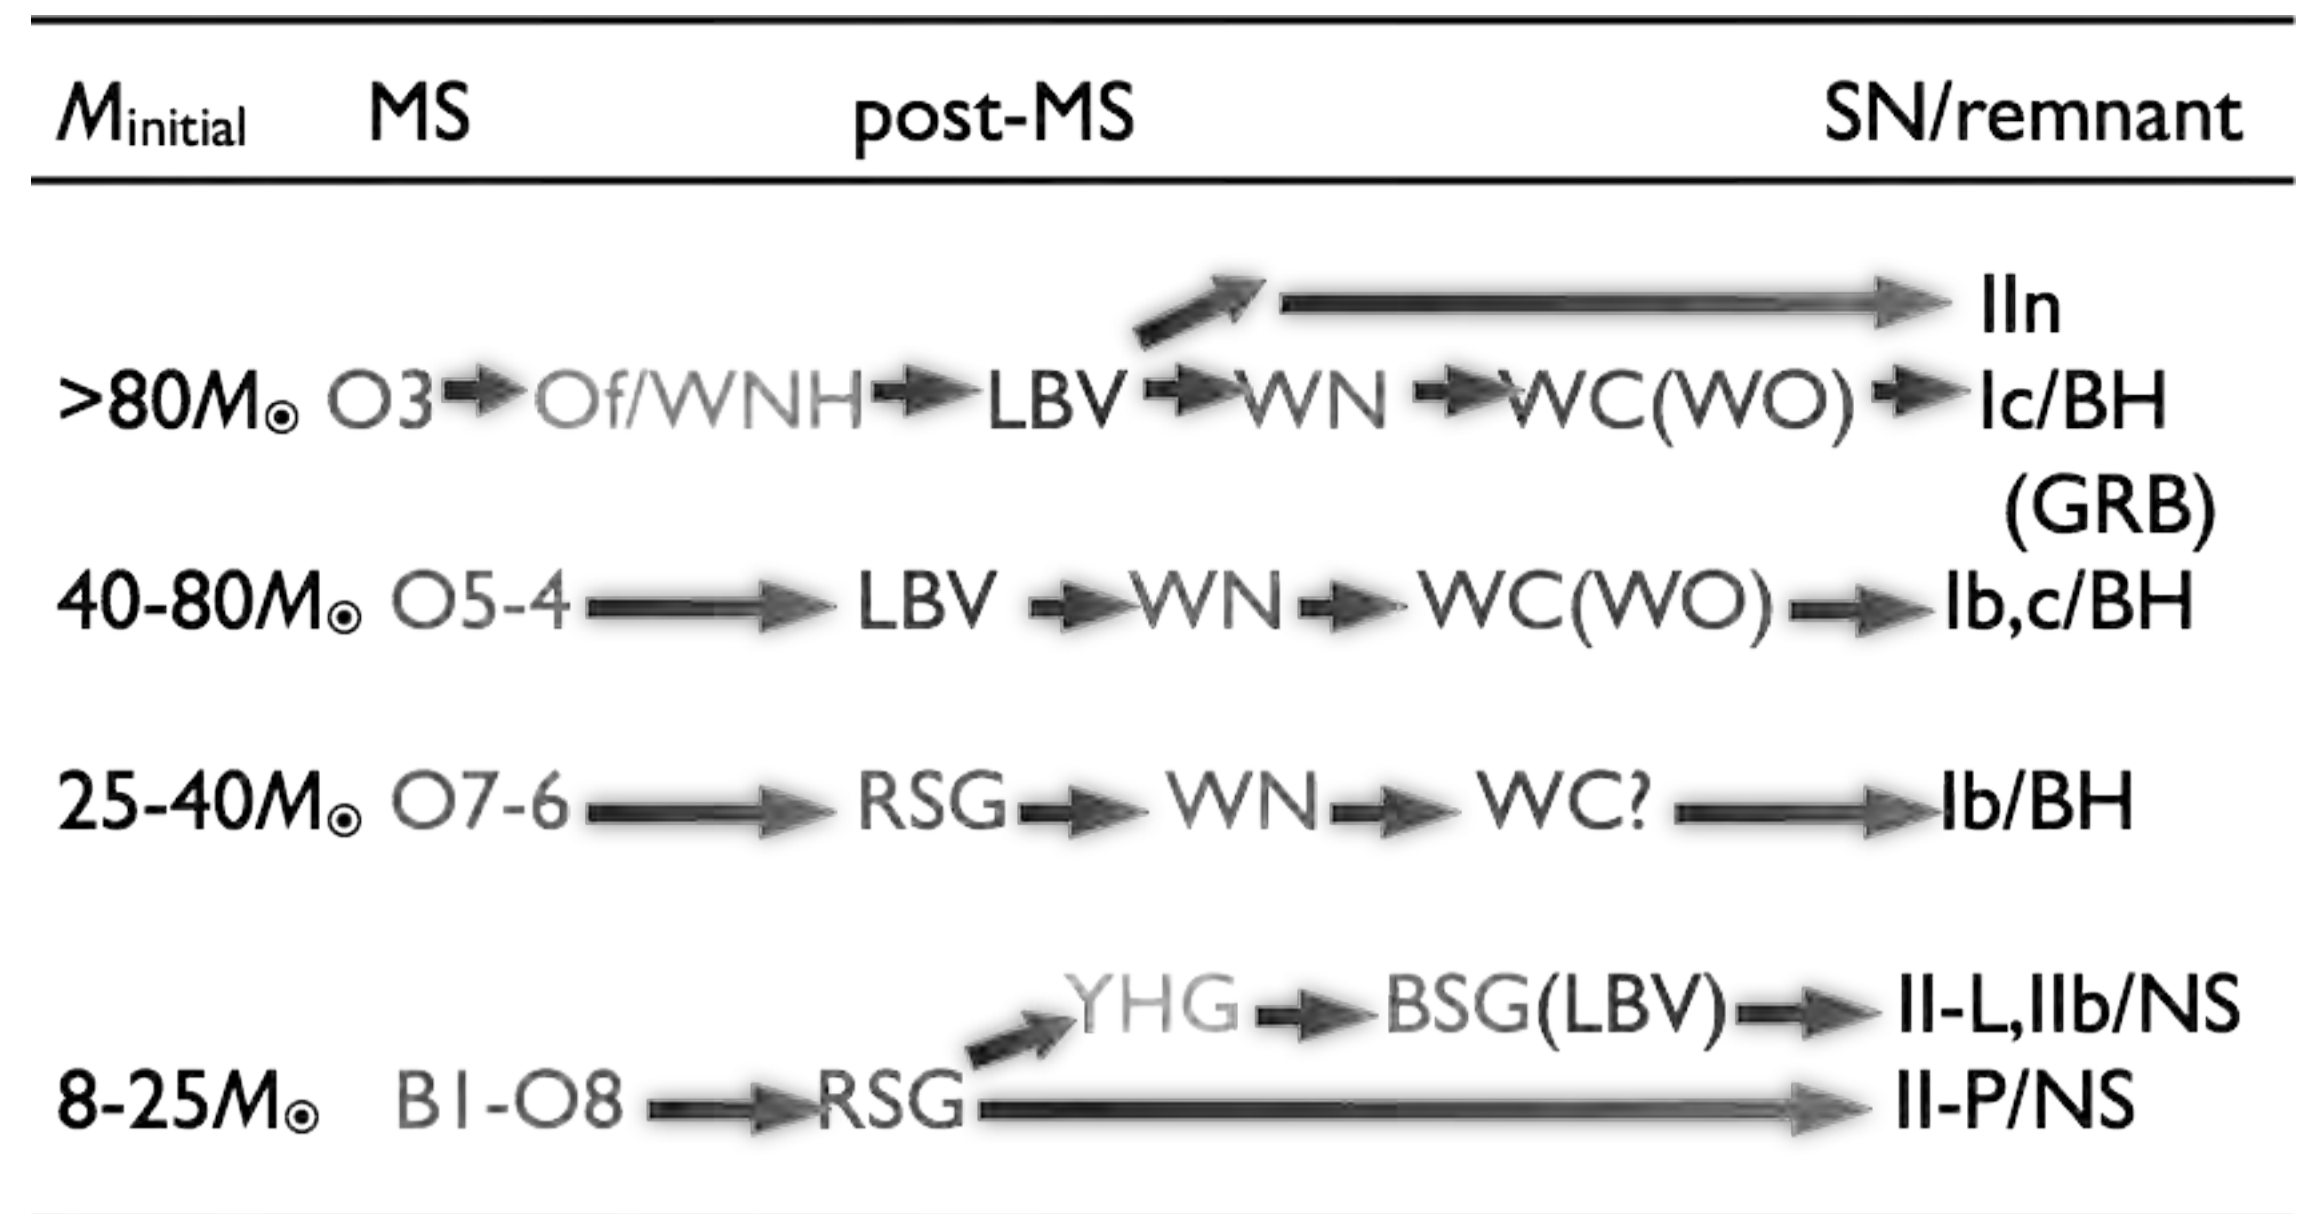 Minitial MS post-MS SN/remnant
IIn
>80M⊙ O3 Of/WNH LBV WN WC(WO) Ic/BH
(GRB)
40-80M⊙ O5-4 LBV WN WC(WO) Ib,c/BH
25-40M⊙ O7-6 RSG WN WC? Ib/BH
YHG BSG(LBV) II-L,IIb/NS
8-25M⊙ B1-O8 RSG II-P/NS